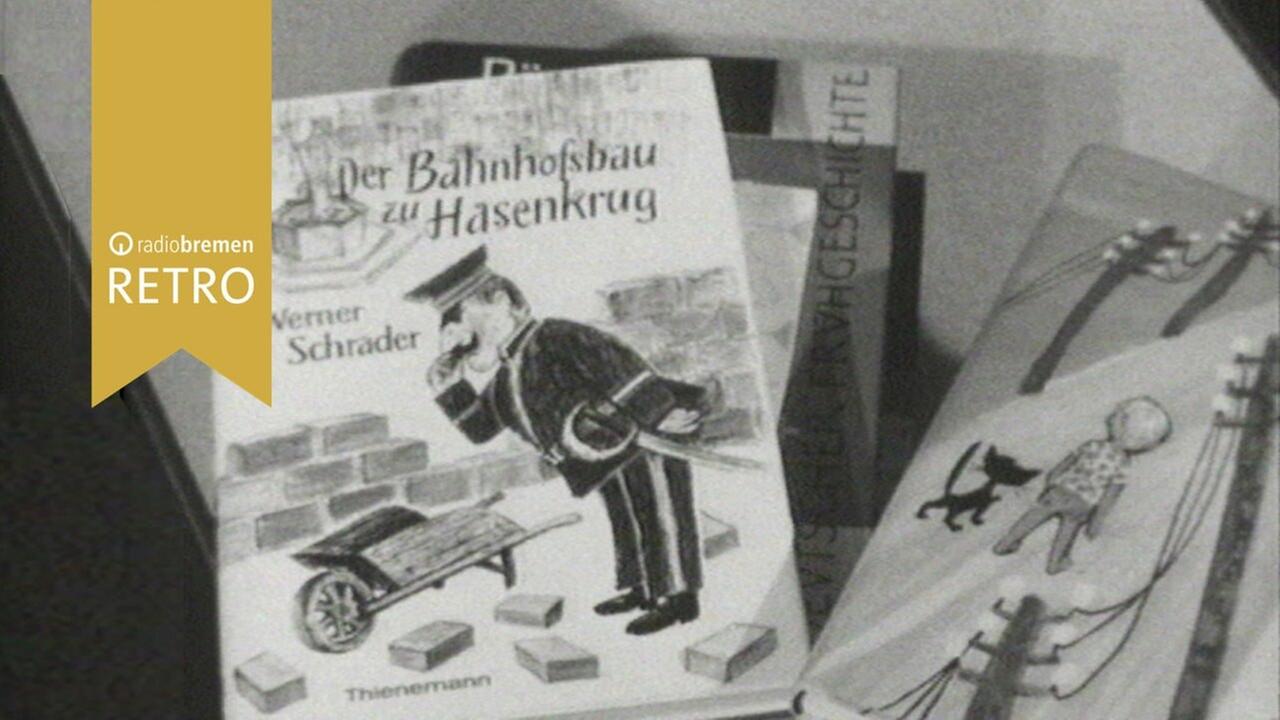 radiobremen
RETRO
Der Bahnhofsbau
zu Hasenkrug
Werner
Schrader
Thienemann